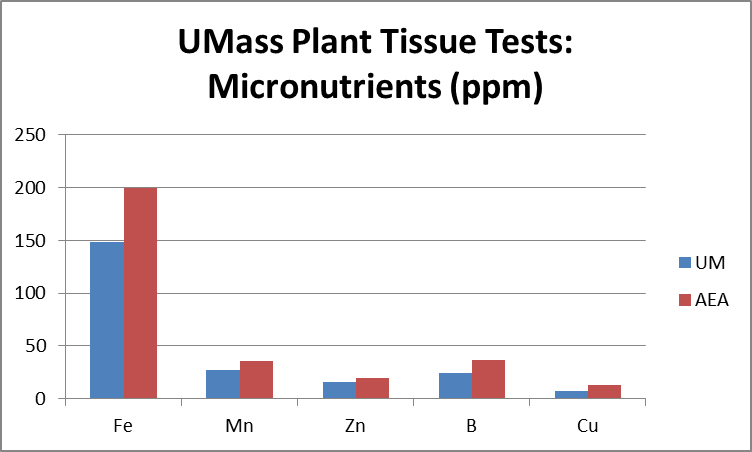 UMass Plant Tissue Tests:
Micronutrients (ppm)
250
200
150
100
50
0
Fe Mn Zn B Cu
UM
AEA